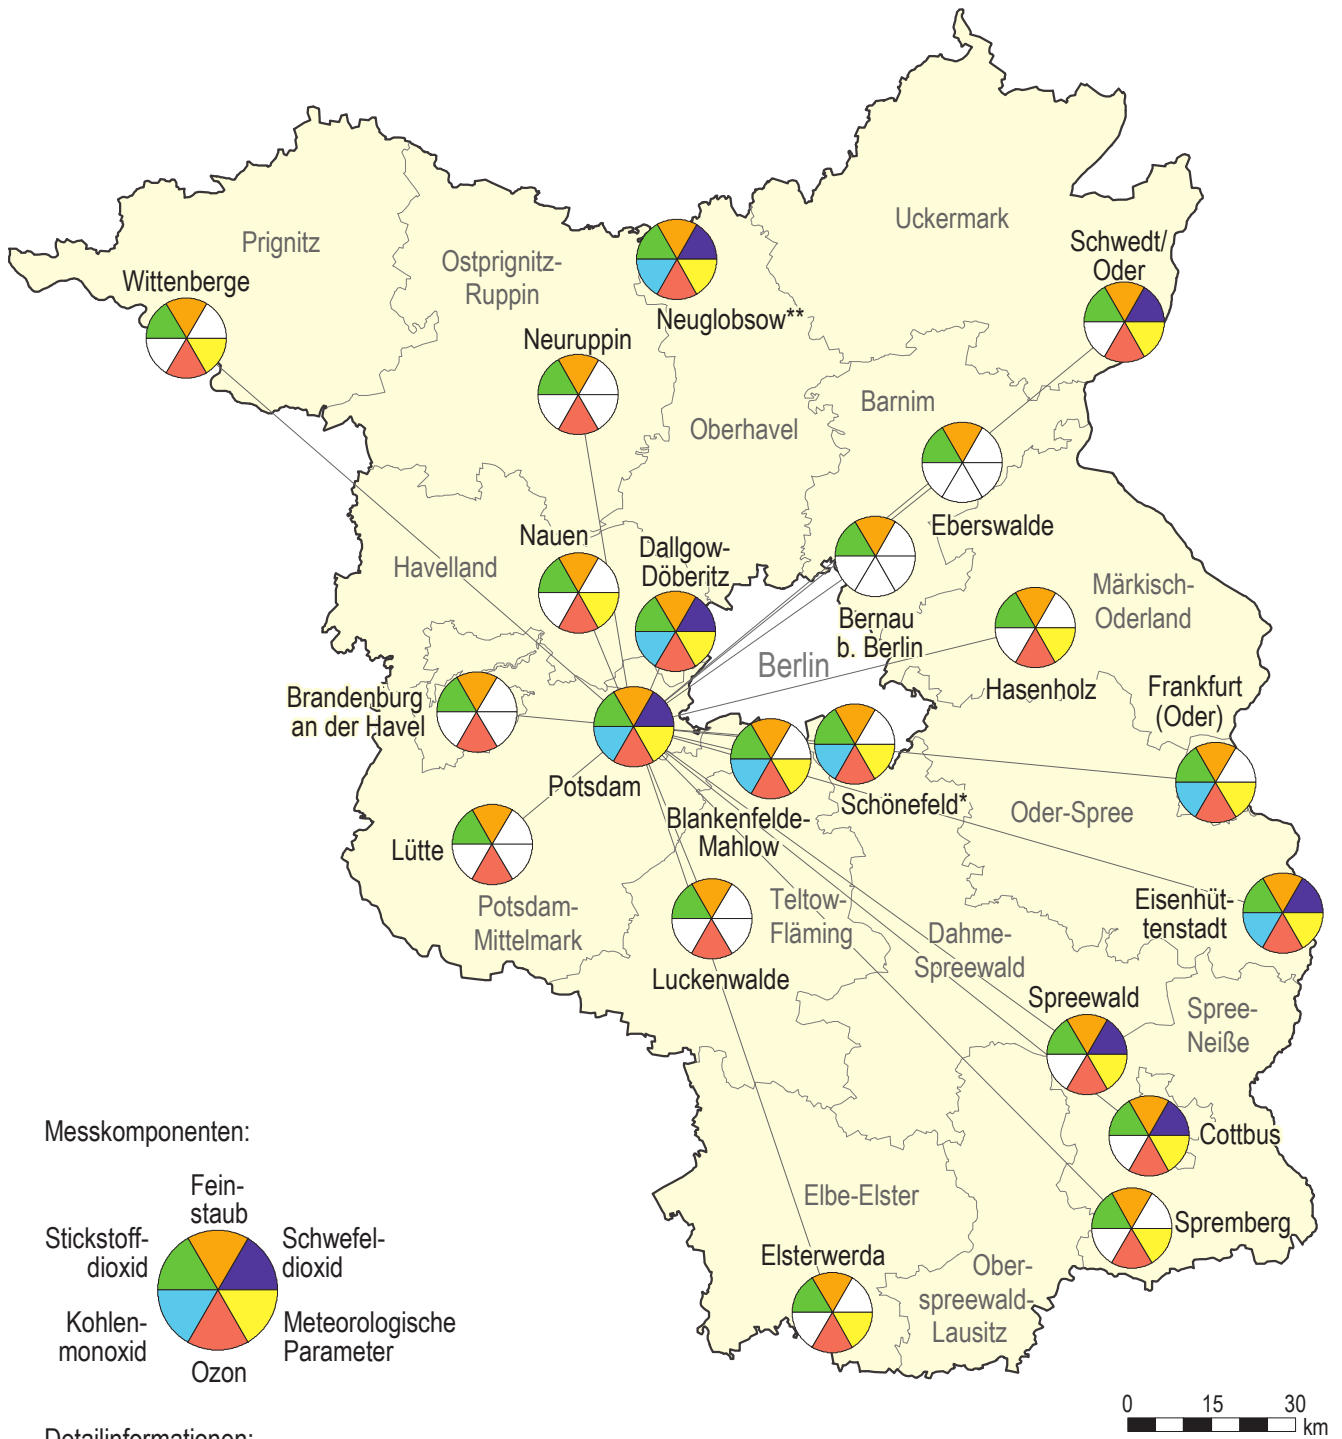 Uckermark
Schwedt/
Oder
Prignitz
Ostprignitz-
Ruppin
Wittenberge
Neuglobsow**
Neuruppin
Barnim
Oberhavel
Eberswalde
Nauen
Dallgow-
Döberitz
Havelland
Märkisch-
Oderland
Bernau
b. Berlin
Berlin
Hasenholz
Frankfurt
(Oder)
Brandenburg
an der Havel
Potsdam
Schönefeld*
Oder-Spree
Blankenfelde-
Mahlow
Lütte
Eisenhüt-
tenstadt
Potsdam-
Mittelmark
Teltow-
Fläming
Dahme-
Spreewald
Luckenwalde
Spreewald
Spree-
Neiße
Cottbus
Messkomponenten:
Elbe-Elster
Spremberg
Fein-
staub
Stickstoff-
dioxid
Schwefel-
dioxid
Kohlen-
monoxid
Meteorologische
Parameter
Ozon
Elsterwerda
Ober-
spreewald-
Lausitz
0 15 30
km
Detailinformationen: